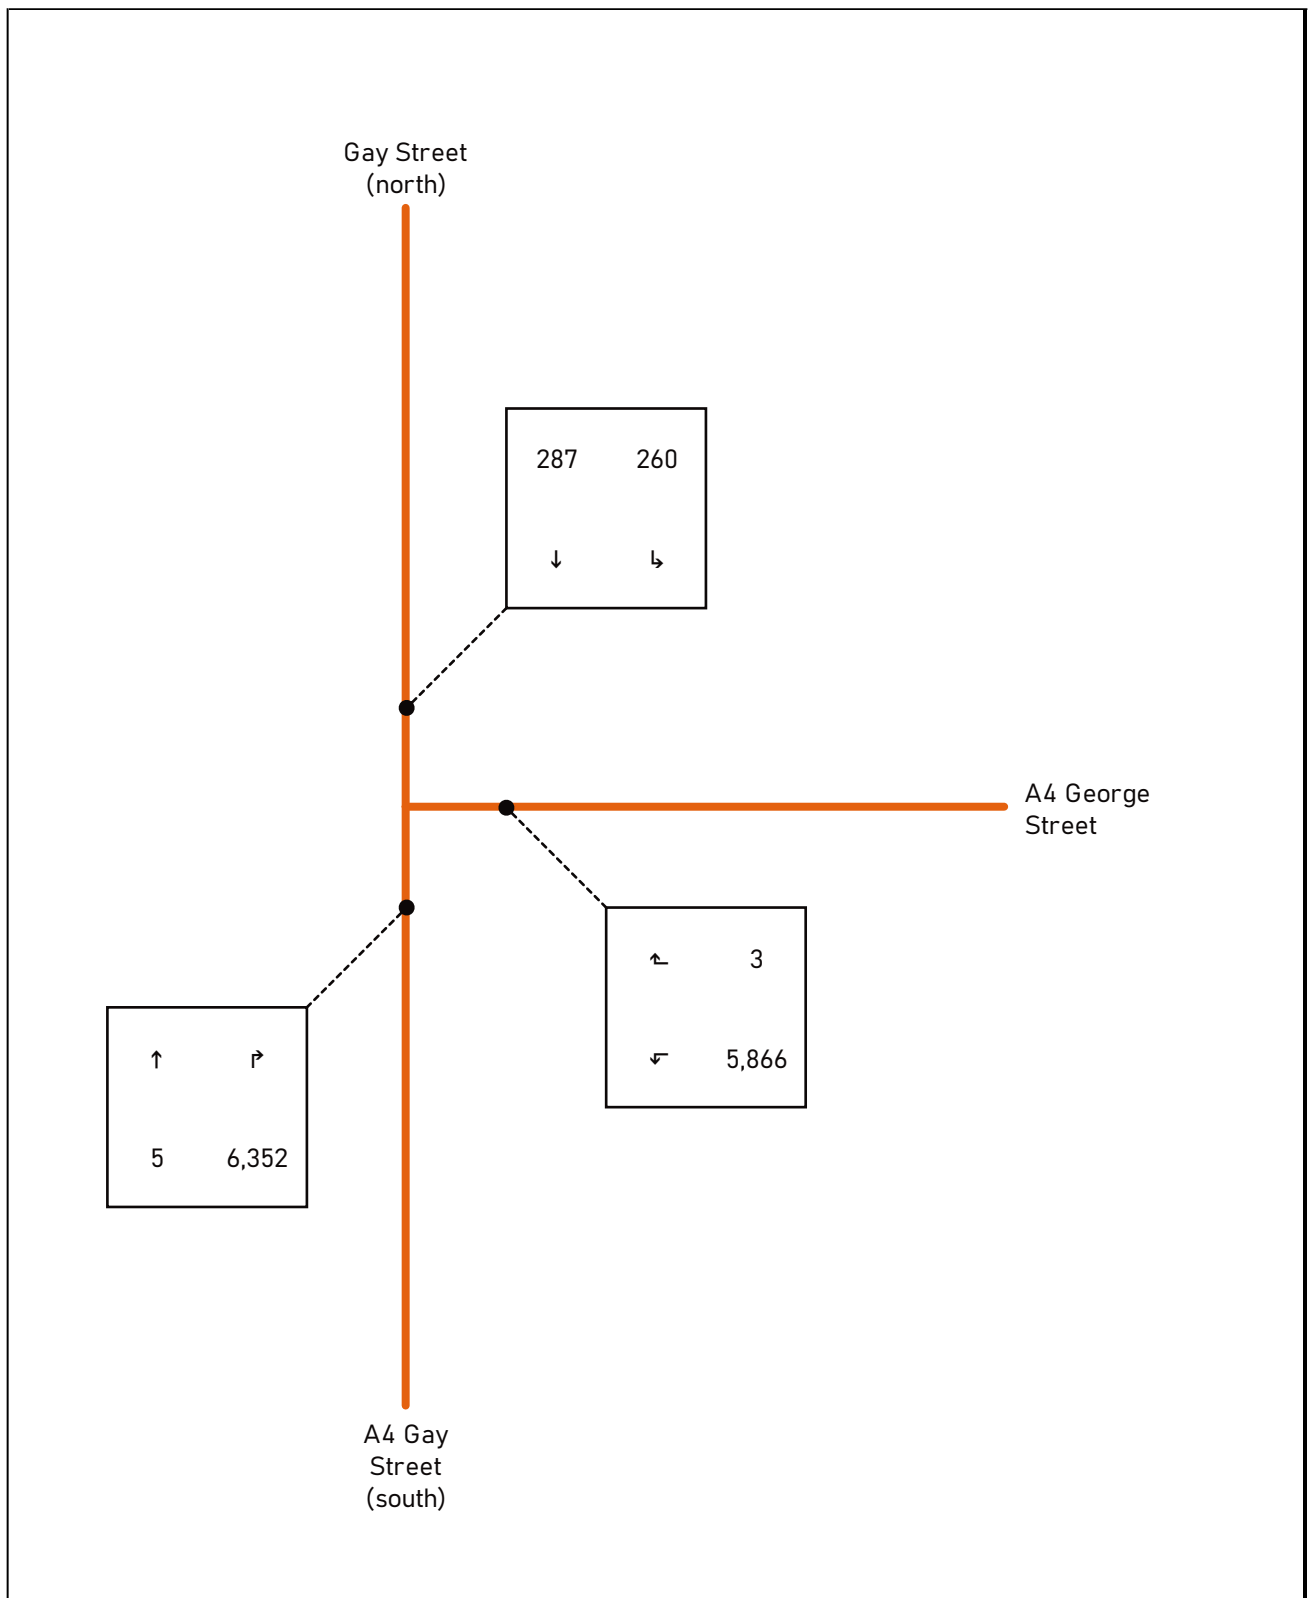 Gay Street
(north)
287 260
↓ ↳
A4 George
Street
⬑ 3
⬐ 5,866
↑ ↱
5 6,352
A4 Gay
Street
(south)